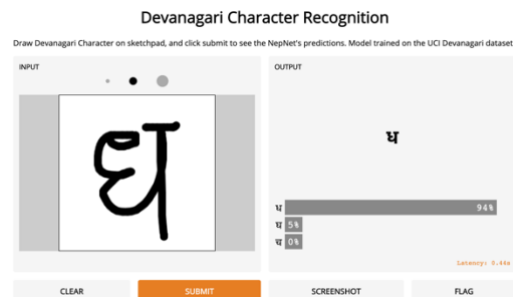 Devanagari Character Recognition
Draw Devanagari Character on sketchpad, and click submit to see the NepNet's predictions. Model trained on the UCI Devanagari dataset
INPUT
OUTPUT
ध
ध
ध 94%
घ 5%
च 0%
Latency: 0.44s
CLEAR
SUBMIT
SCREENSHOT
FLAG